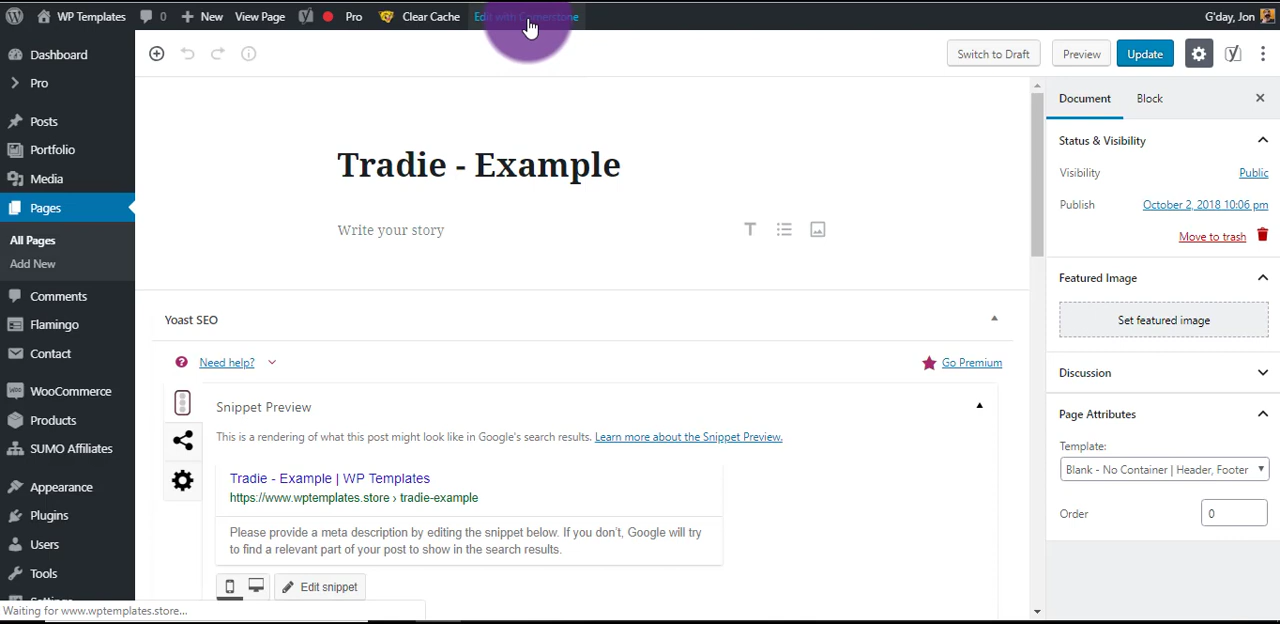 WP Templates 0 New View Page Pro Clear Cache Edit with Cornerstone G'day, Jon
Dashboard
Pro
Posts
Portfolio
Media
Pages
All Pages
Add New
Comments
Flamingo
Contact
WooCommerce
Products
SUMO Affiliates
Appearance
Plugins
Users
Tools
Settings
Switch to Draft Preview Update
Tradie - Example
Write your story
Yoast SEO
Need help? Go Premium
Snippet Preview
This is a rendering of what this post might look like in Google's search results. Learn more about the Snippet Preview.
Tradie - Example | WP Templates
https://www.wptemplates.store › tradie-example
Please provide a meta description by editing the snippet below. If you don't, Google will try
to find a relevant part of your post to show in the search results.
Edit snippet
Document Block
Status & Visibility
Visibility Public
Publish October 2, 2018 10:06 pm
Move to trash
Featured Image
Set featured image
Discussion
Page Attributes
Template:
Blank - No Container | Header, Footer
Order 0
Waiting for www.wptemplates.store...